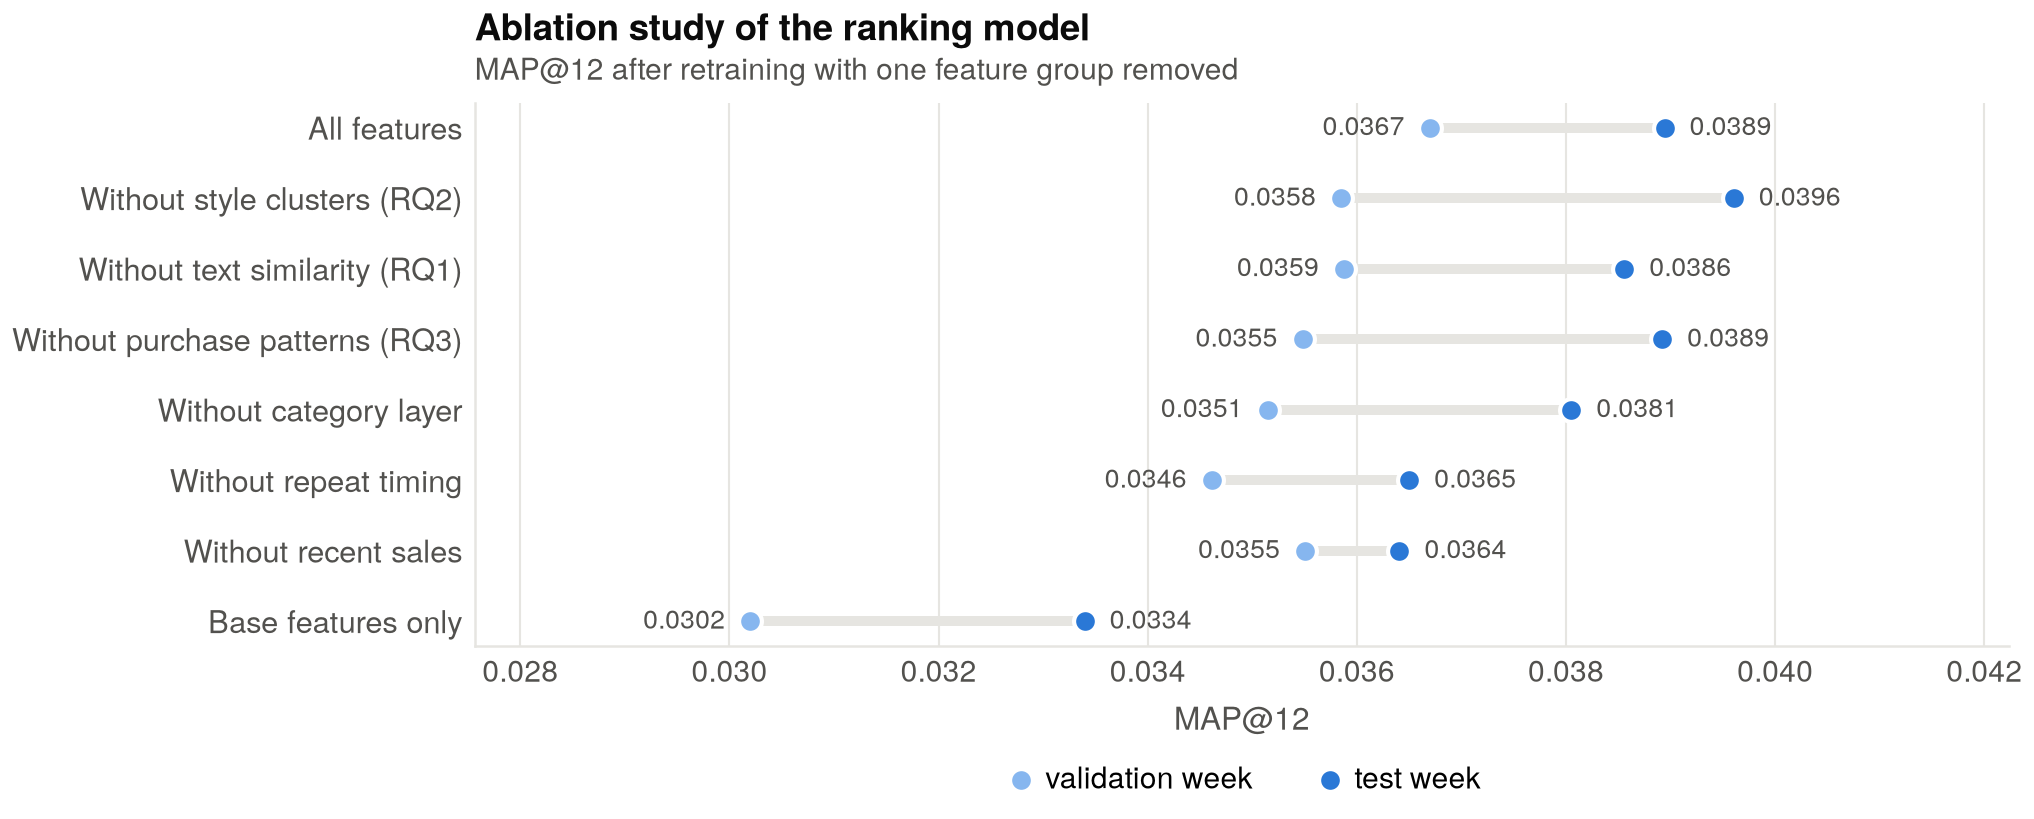 Ablation study of the ranking model
MAP@12 after retraining with one feature group removed
All features 0.0367 0.0389
Without style clusters (RQ2) 0.0358 0.0396
Without text similarity (RQ1) 0.0359 0.0386
Without purchase patterns (RQ3) 0.0355 0.0389
Without category layer 0.0351 0.0381
Without repeat timing 0.0346 0.0365
Without recent sales 0.0355 0.0364
Base features only 0.0302 0.0334
0.028 0.030 0.032 0.034 0.036 0.038 0.040 0.042
MAP@12
validation week test week